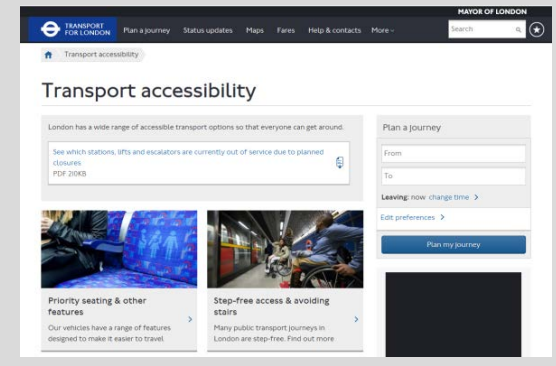 MAYOR OF LONDON
TRANSPORT
FOR LONDON
Plan a journey Status updates Maps Fares Help & contacts More
Search
Transport accessibility
Transport accessibility
London has a wide range of accessible transport options so that everyone can get around.
See which stations, lifts and escalators are currently out of service due to planned
closures
PDF 210KB
Plan a journey
From
To
Leaving: now change time
Edit preferences
Plan my journey
Priority seating & other
features
Our vehicles have a range of features
designed to make it easier to travel
Step-free access & avoiding
stairs
Many public transport journeys in
London are step-free. Find out more